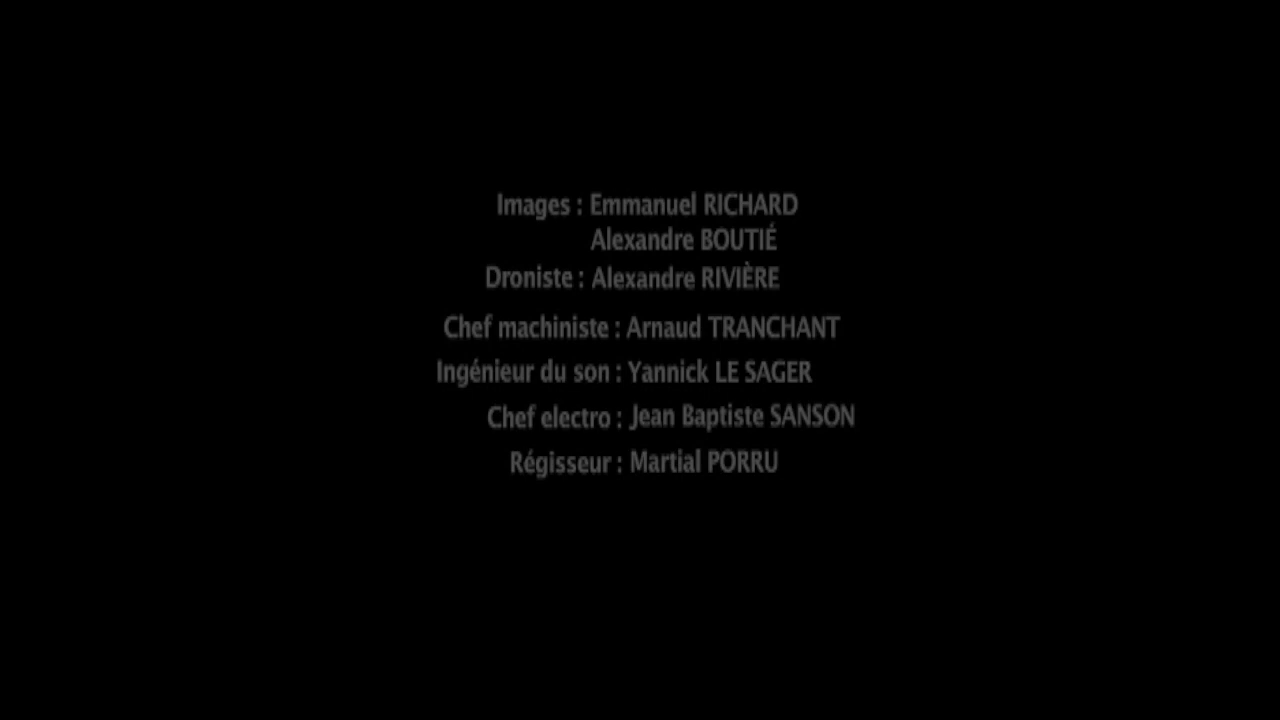 Images : Emmanuel RICHARD
Alexandre BOUTIÉ
Droniste : Alexandre RIVIÈRE
Chef machiniste : Arnaud TRANCHANT
Ingénieur du son : Yannick LE SAGER
Chef electro : Jean Baptiste SANSON
Régisseur : Martial PORRU